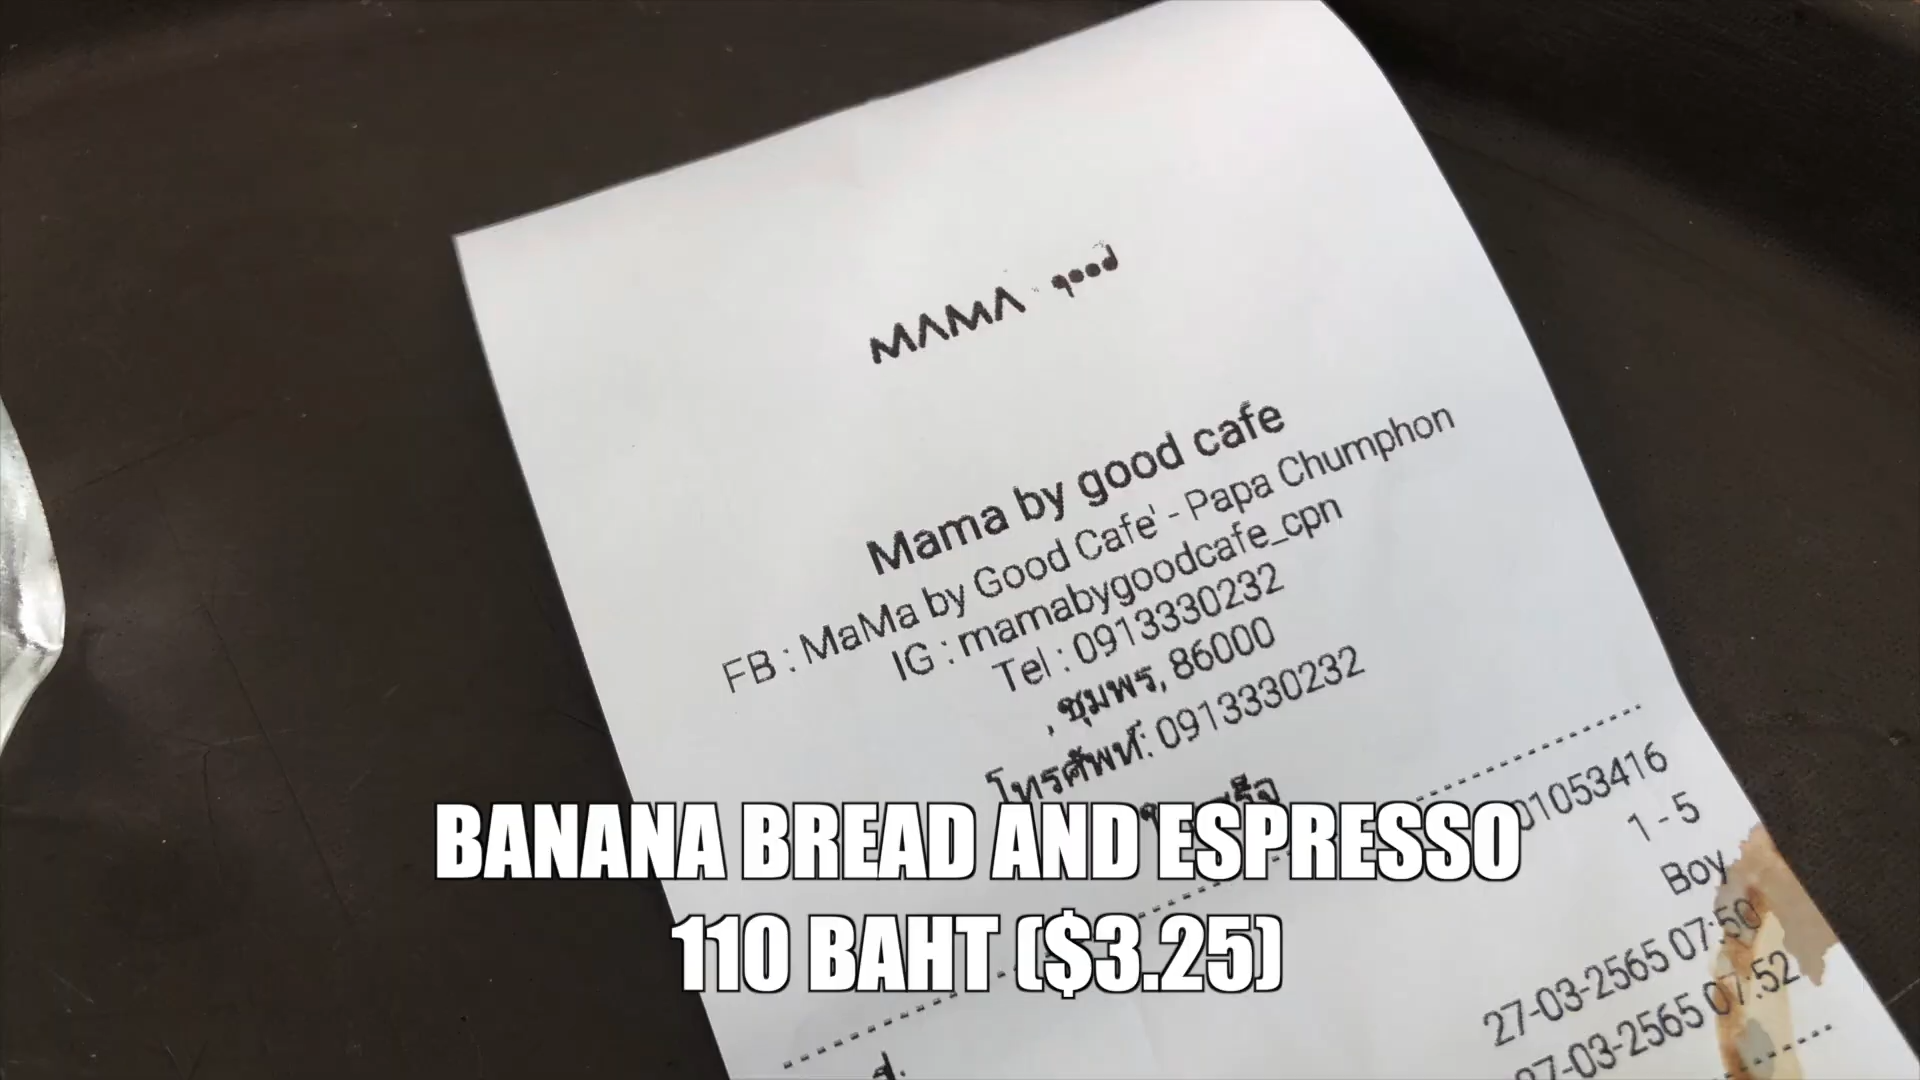 MAMA good
Mama by good cafe
FB : MaMa by Good Cafe' - Papa Chumphon
IG : mamabygoodcafe_cpn
Tel : 0913330232
, ชุมพร, 86000
โทรศัพท์: 0913330232
01053416
1 - 5
Boy
27-03-2565 07:50
27-03-2565 07:52
BANANA BREAD AND ESPRESSO
110 BAHT ($3.25)